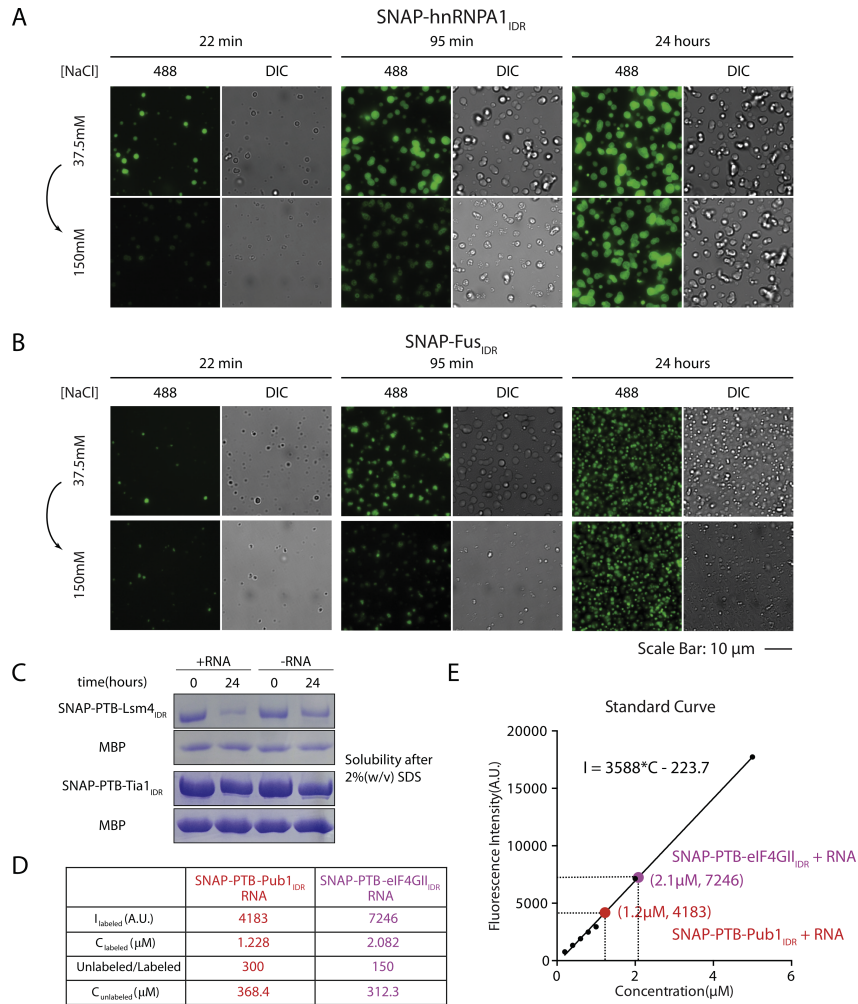 A
SNAP-hnRNPA1IDR
22 min 95 min 24 hours
[NaCl] 488 DIC 488 DIC 488 DIC
37.5mM
150mM
B
SNAP-FusIDR
22 min 95 min 24 hours
[NaCl] 488 DIC 488 DIC 488 DIC
37.5mM
150mM
Scale Bar: 10 μm
C
+RNA -RNA
time(hours) 0 24 0 24
SNAP-PTB-Lsm4IDR
MBP
SNAP-PTB-Tia1IDR
MBP
Solubility after
2%(w/v) SDS
D
SNAP-PTB-Pub1IDR SNAP-PTB-eIF4GIIIDR
RNA RNA
Ilabeled (A.U.) 4183 7246
Clabeled (μM) 1.228 2.082
Unlabeled/Labeled 300 150
Cunlabeled (μM) 368.4 312.3
E
Standard Curve
Fluorescence Intensity(A.U.)
20000
15000
10000
5000
0
I = 3588*C - 223.7
SNAP-PTB-eIF4GIIIDR + RNA
(2.1μM, 7246)
(1.2μM, 4183)
SNAP-PTB-Pub1IDR + RNA
0 2 4 6
Concentration(μM)